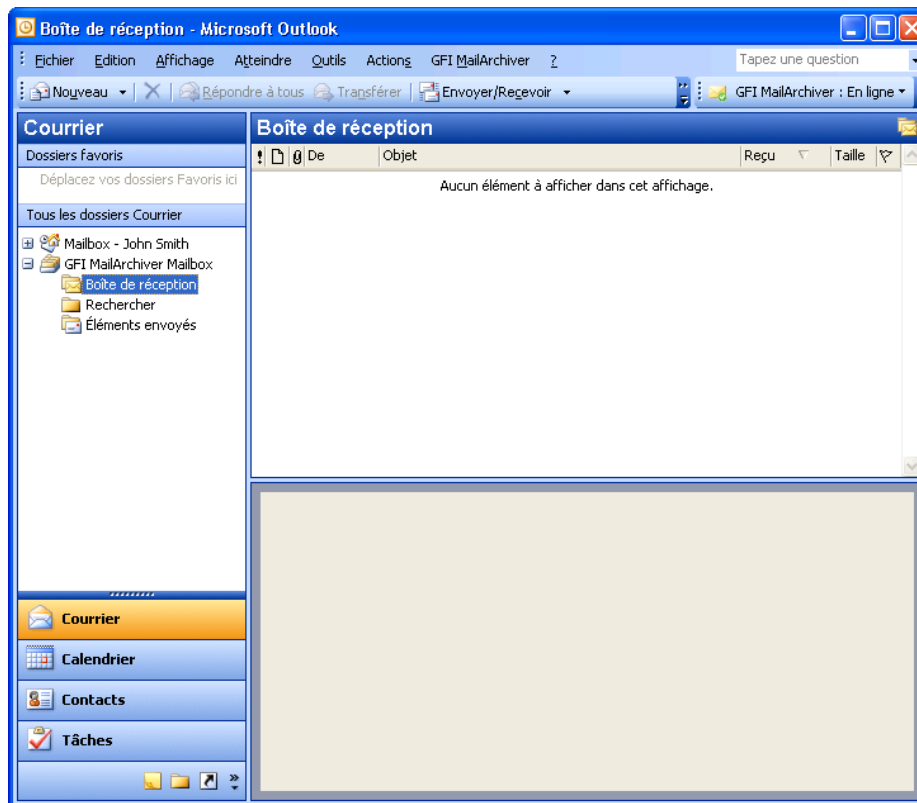 Boîte de réception - Microsoft Outlook
Fichier Edition Affichage Atteindre Outils Actions GFI MailArchiver ? Tapez une question
Nouveau Répondre à tous Transférer Envoyer/Recevoir GFI MailArchiver : En ligne
Courrier
Dossiers favoris
Déplacez vos dossiers Favoris ici
Tous les dossiers Courrier
Mailbox - John Smith
GFI MailArchiver Mailbox
Boîte de réception
Rechercher
Éléments envoyés
Boîte de réception
De Objet Reçu Taille
Aucun élément à afficher dans cet affichage.
Courrier
Calendrier
Contacts
Tâches